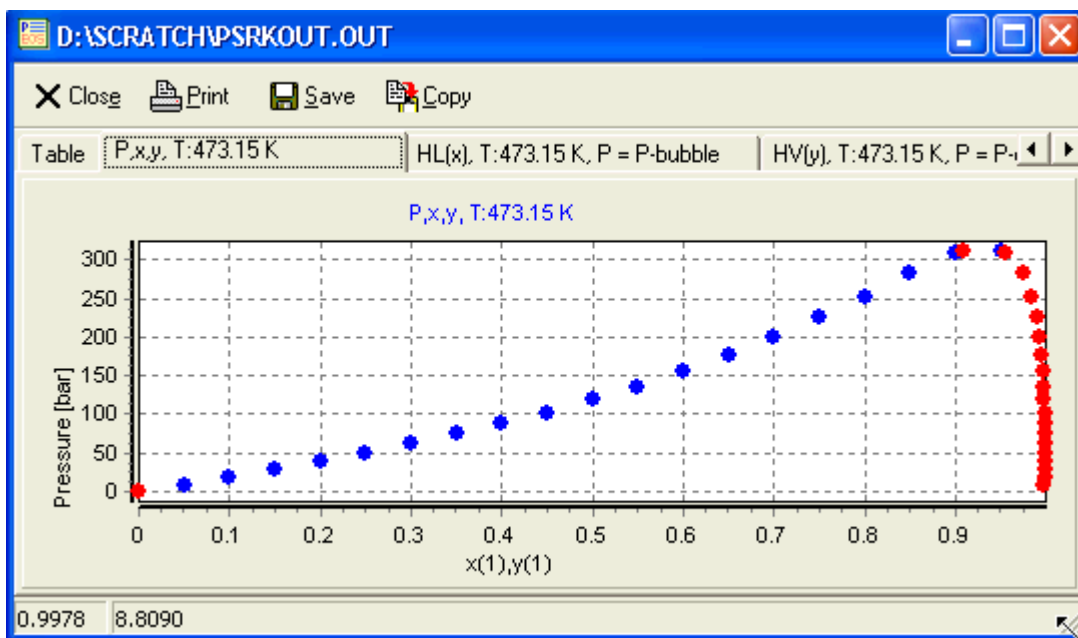 D:\SCRATCH\PSRKOUT.OUT
Close Print Save Copy
Table P,x,y, T:473.15 K HL(x), T:473.15 K, P = P-bubble HV(y), T:473.15 K, P = P-
P,x,y, T:473.15 K
Pressure [bar]
300
250
200
150
100
50
0
0 0.1 0.2 0.3 0.4 0.5 0.6 0.7 0.8 0.9
x(1),y(1)
0.9978 8.8090